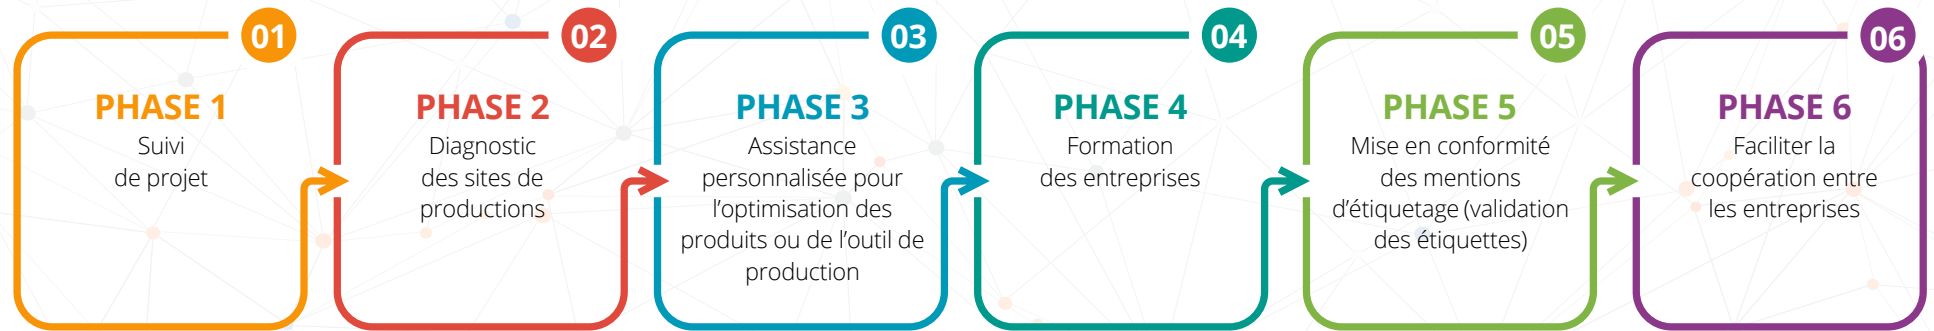 01
PHASE 1
Suivi
de projet
02
PHASE 2
Diagnostic
des sites de
productions
03
PHASE 3
Assistance
personnalisée pour
l’optimisation des
produits ou de l’outil de
production
04
PHASE 4
Formation
des entreprises
05
PHASE 5
Mise en conformité
des mentions
d’étiquetage (validation
des étiquettes)
06
PHASE 6
Faciliter la
coopération entre
les entreprises